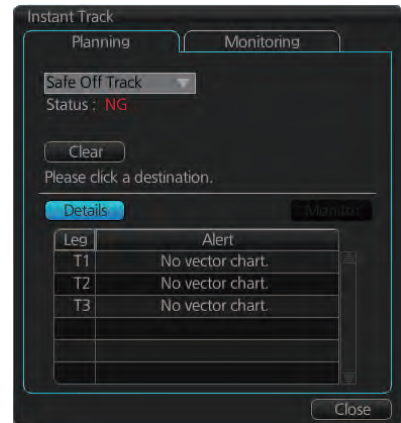 Instant Track
Planning
Monitoring
Safe Off Track
Status : NG
Clear
Please click a destination.
Details
Monitor
Leg
Alert
T1
No vector chart.
T2
No vector chart.
T3
No vector chart.
Close